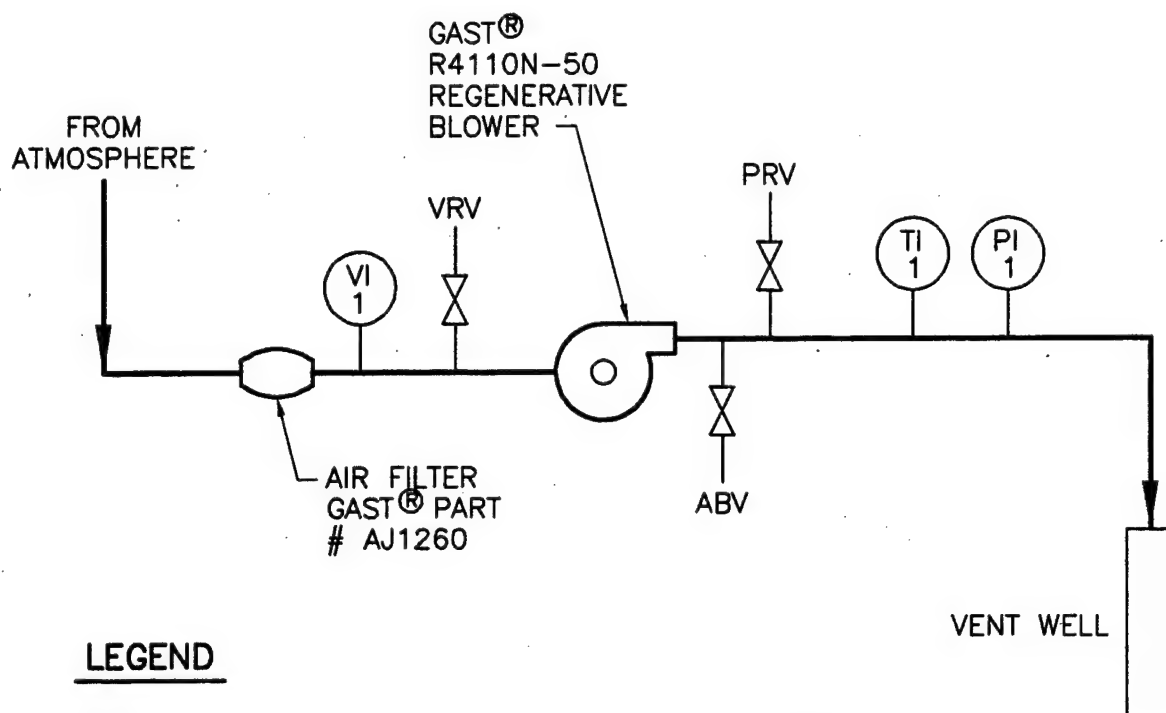 GAST®
R4110N-50
REGENERATIVE
BLOWER
FROM
ATMOSPHERE
VRV
PRV
VI
1
TI
1
PI
1
AIR FILTER
GAST® PART
# AJ1260
ABV
VENT WELL
LEGEND